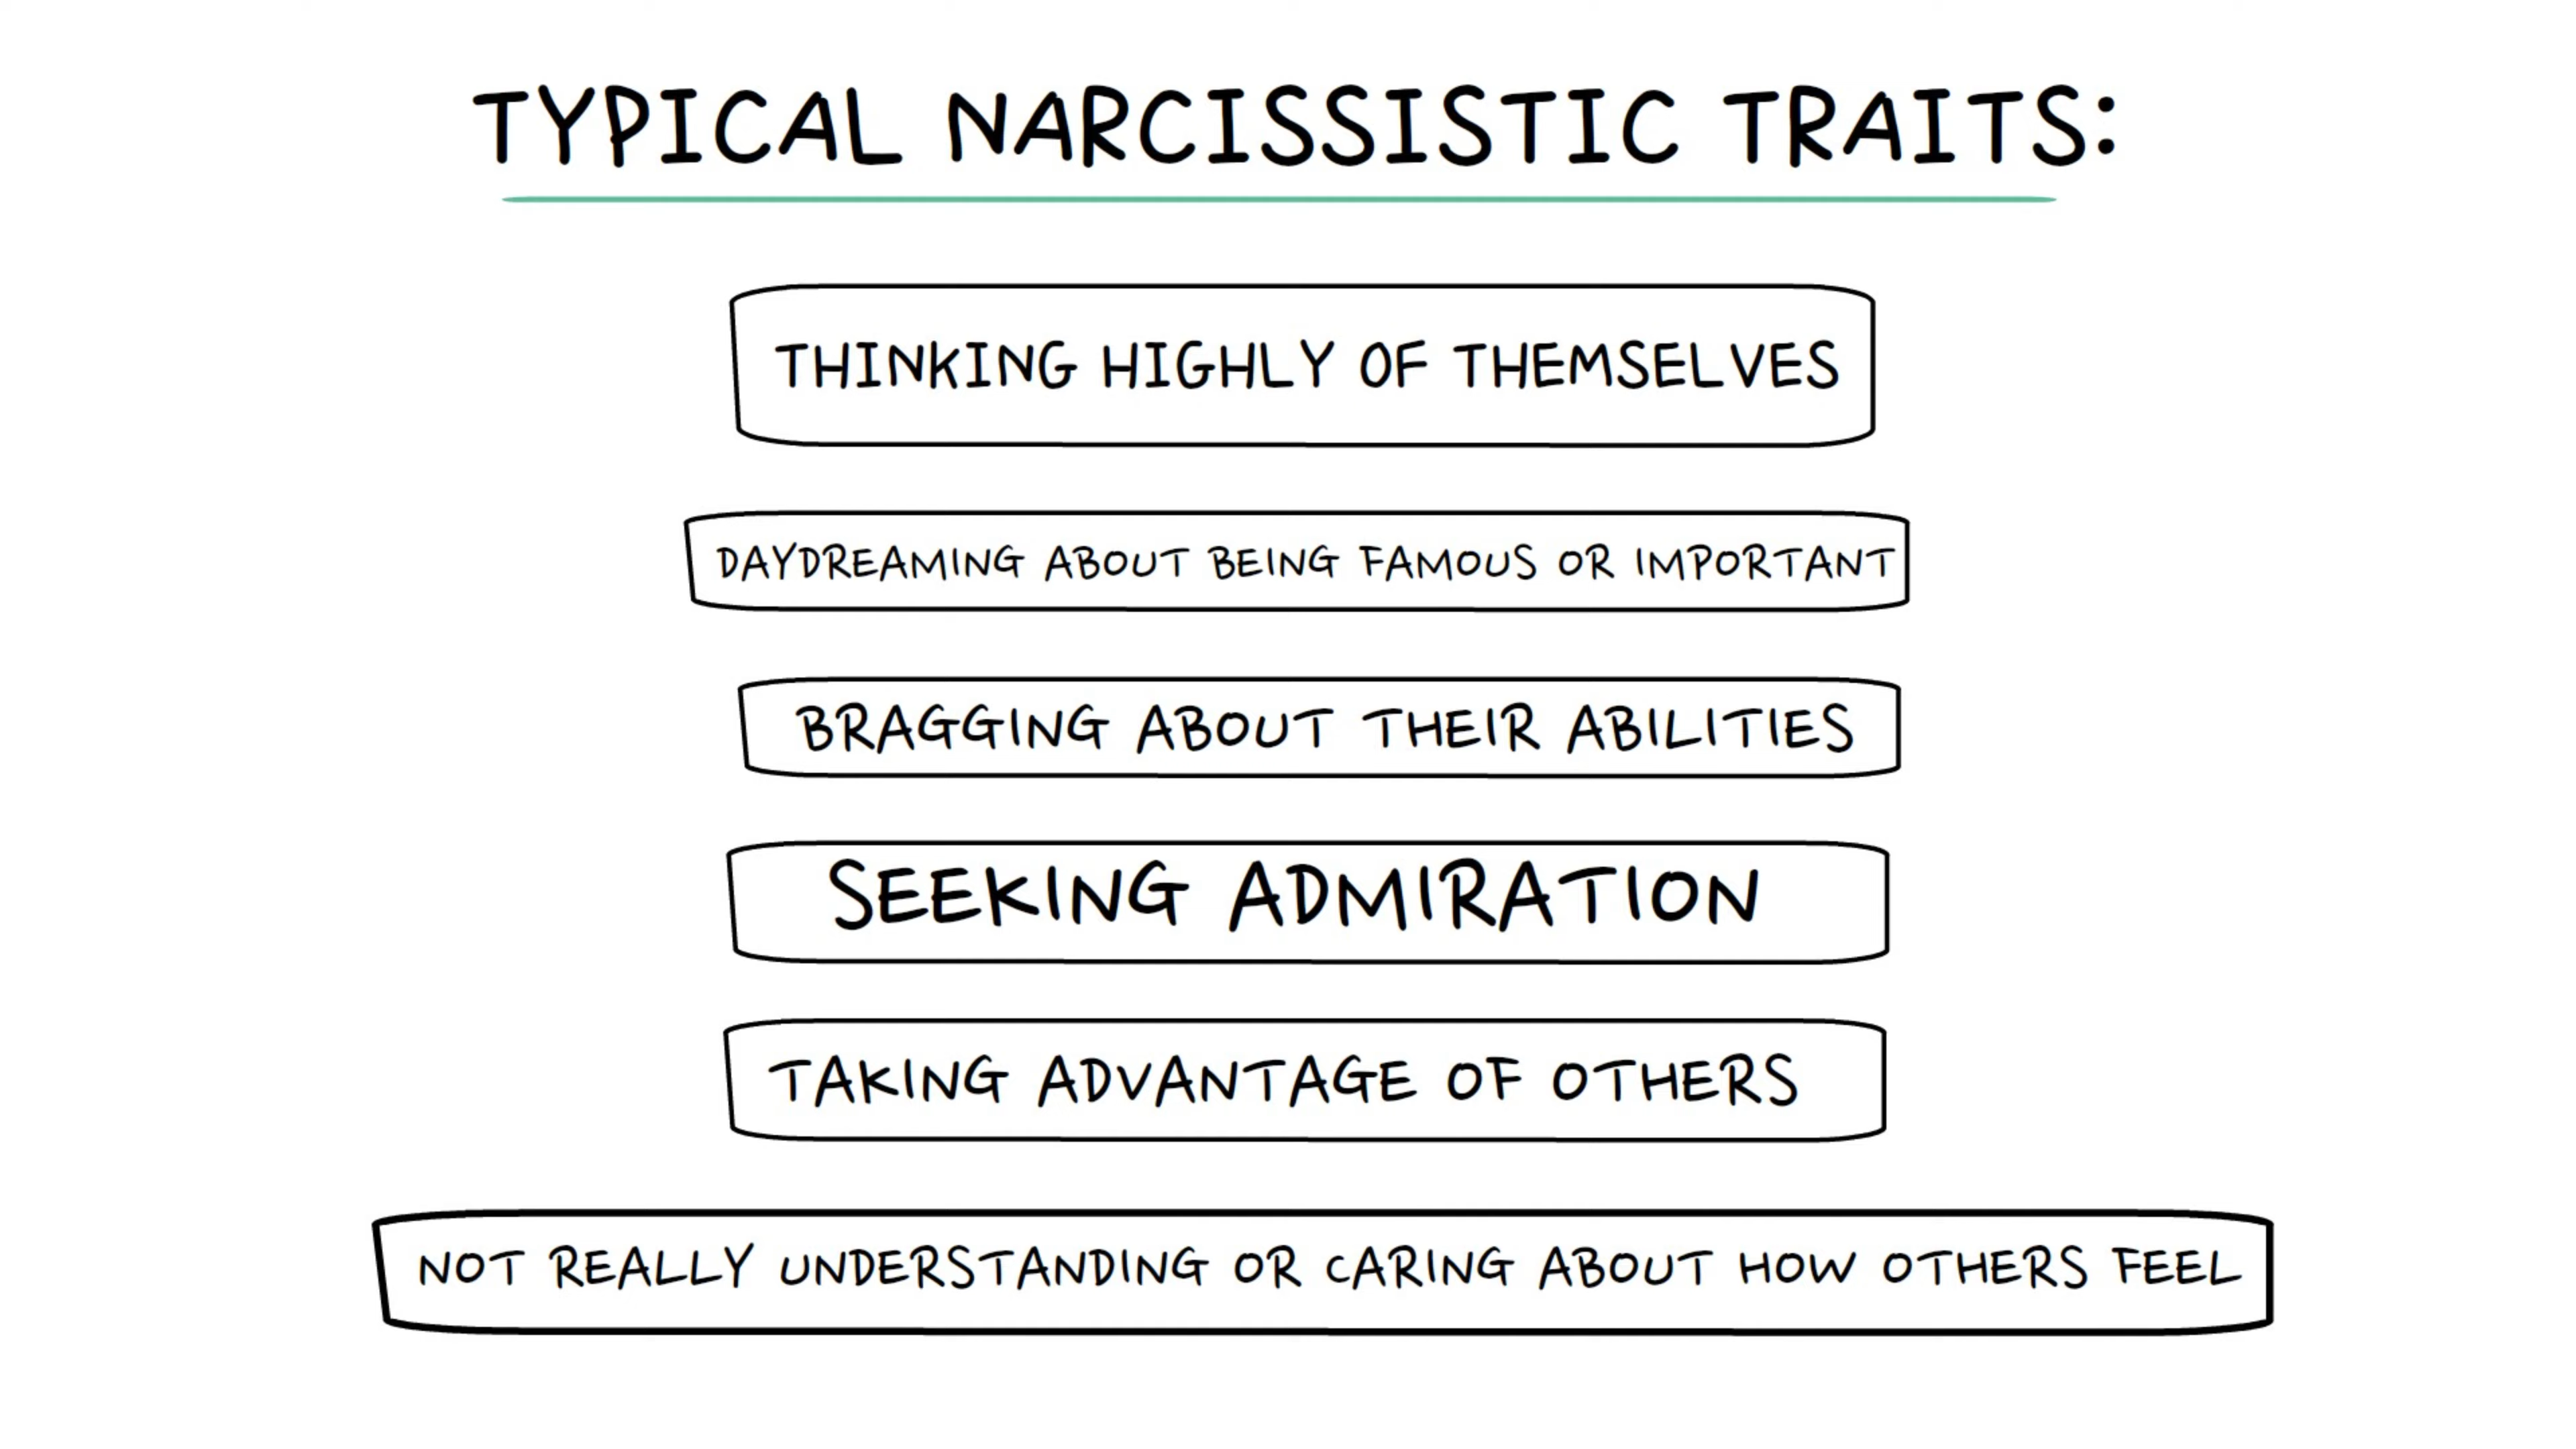 TYPICAL NARCISSISTIC TRAITS:
THINKING HIGHLY OF THEMSELVES
DAYDREAMING ABOUT BEING FAMOUS OR IMPORTANT
BRAGGING ABOUT THEIR ABILITIES
SEEKING ADMIRATION
TAKING ADVANTAGE OF OTHERS
NOT REALLY UNDERSTANDING OR CARING ABOUT HOW OTHERS FEEL